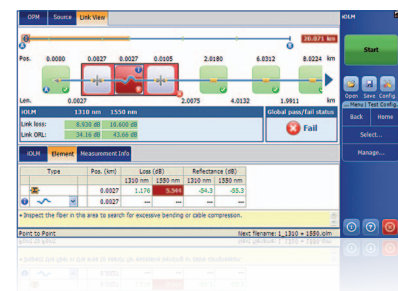 OPM Source Link View iOLM
20.871 km
Start
Pos. 0.0000 0.0027 0.0027 0.0105 2.0180 6.0312 8.0224 km
Len. 0.0027 2.0075 4.0132 1.9911 km
Open Save Config.
Menu | Test Config.
Back Home
Select...
Manage...
iOLM 1310 nm 1550 nm Global pass/fail status
Link loss: 8.930 dB 10.606 dB
Link ORL: 34.16 dB 43.66 dB
Fail
iOLM Element Measurement Info
Type Pos. (km) Loss (dB) Reflectance (dB)
1310 nm 1550 nm 1310 nm 1550 nm
0.0027 1.176 5.944 -54.3 -55.3
0.0027 --- --- --- ---
• Inspect the fiber in this area to search for excessive bending or cable compression.
Point to Point Next filename: 1_1310 + 1550.iolm